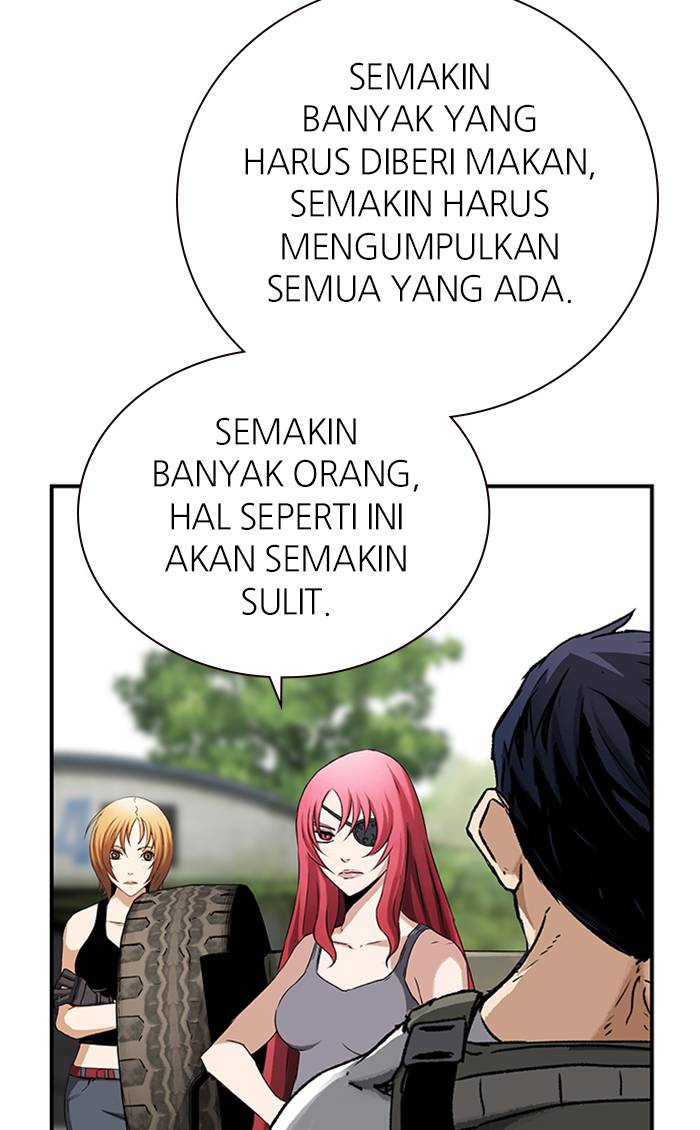 SEMAKIN
BANYAK YANG
HARUS DIBERI MAKAN,
SEMAKIN HARUS
MENGUMPULKAN
SEMUA YANG ADA.
SEMAKIN
BANYAK ORANG,
HAL SEPERTI INI
AKAN SEMAKIN
SULIT.